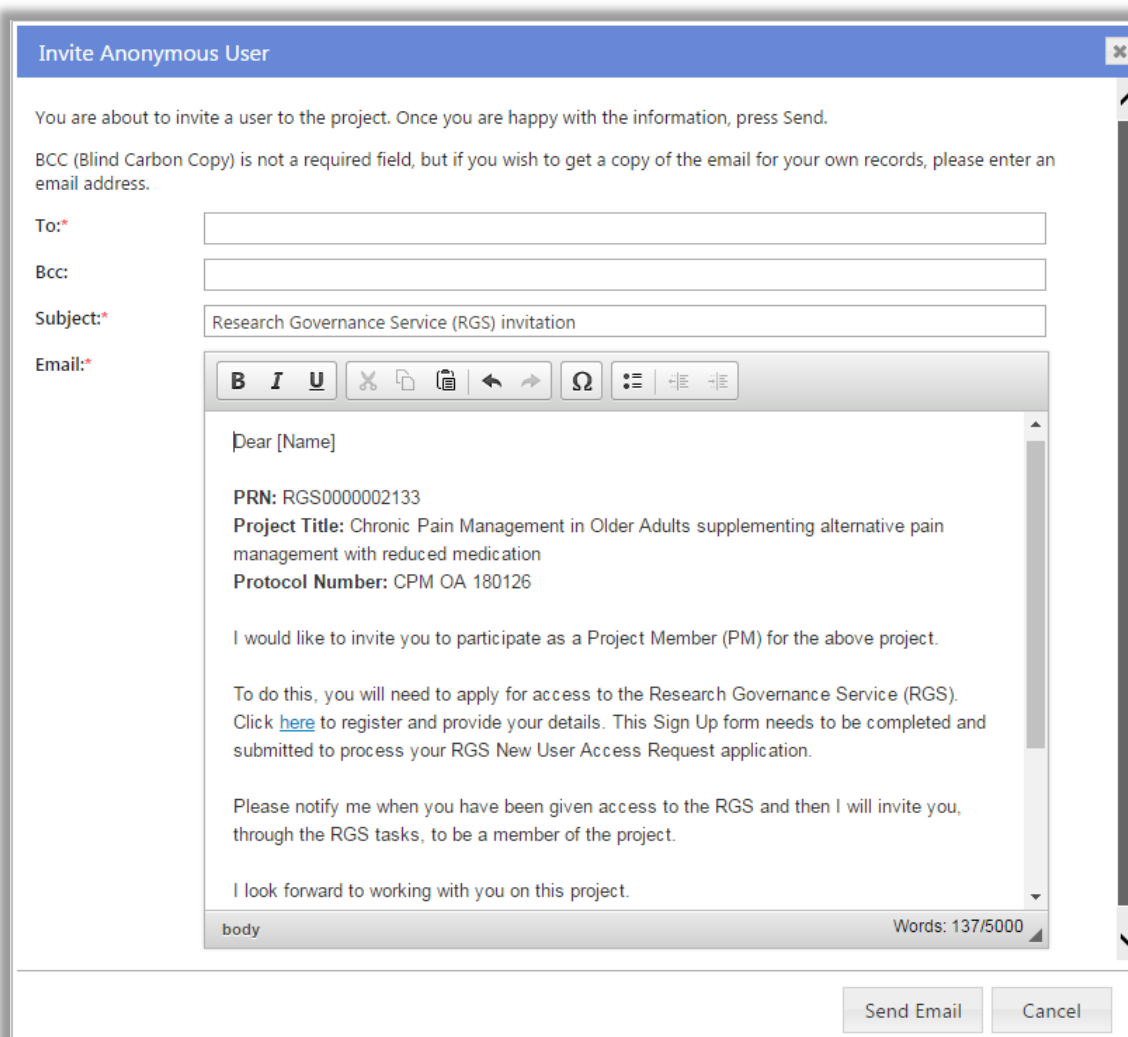 Invite Anonymous User
You are about to invite a user to the project. Once you are happy with the information, press Send.
BCC (Blind Carbon Copy) is not a required field, but if you wish to get a copy of the email for your own records, please enter an
email address.
To:*
Bcc:
Subject:*
Research Governance Service (RGS) invitation
Email:*
B I U Ω
Dear [Name]
PRN: RGS0000002133
Project Title: Chronic Pain Management in Older Adults supplementing alternative pain
management with reduced medication
Protocol Number: CPM OA 180126
I would like to invite you to participate as a Project Member (PM) for the above project.
To do this, you will need to apply for access to the Research Governance Service (RGS).
Click here to register and provide your details. This Sign Up form needs to be completed and
submitted to process your RGS New User Access Request application.
Please notify me when you have been given access to the RGS and then I will invite you,
through the RGS tasks, to be a member of the project.
I look forward to working with you on this project.
body
Words: 137/5000
Send Email
Cancel